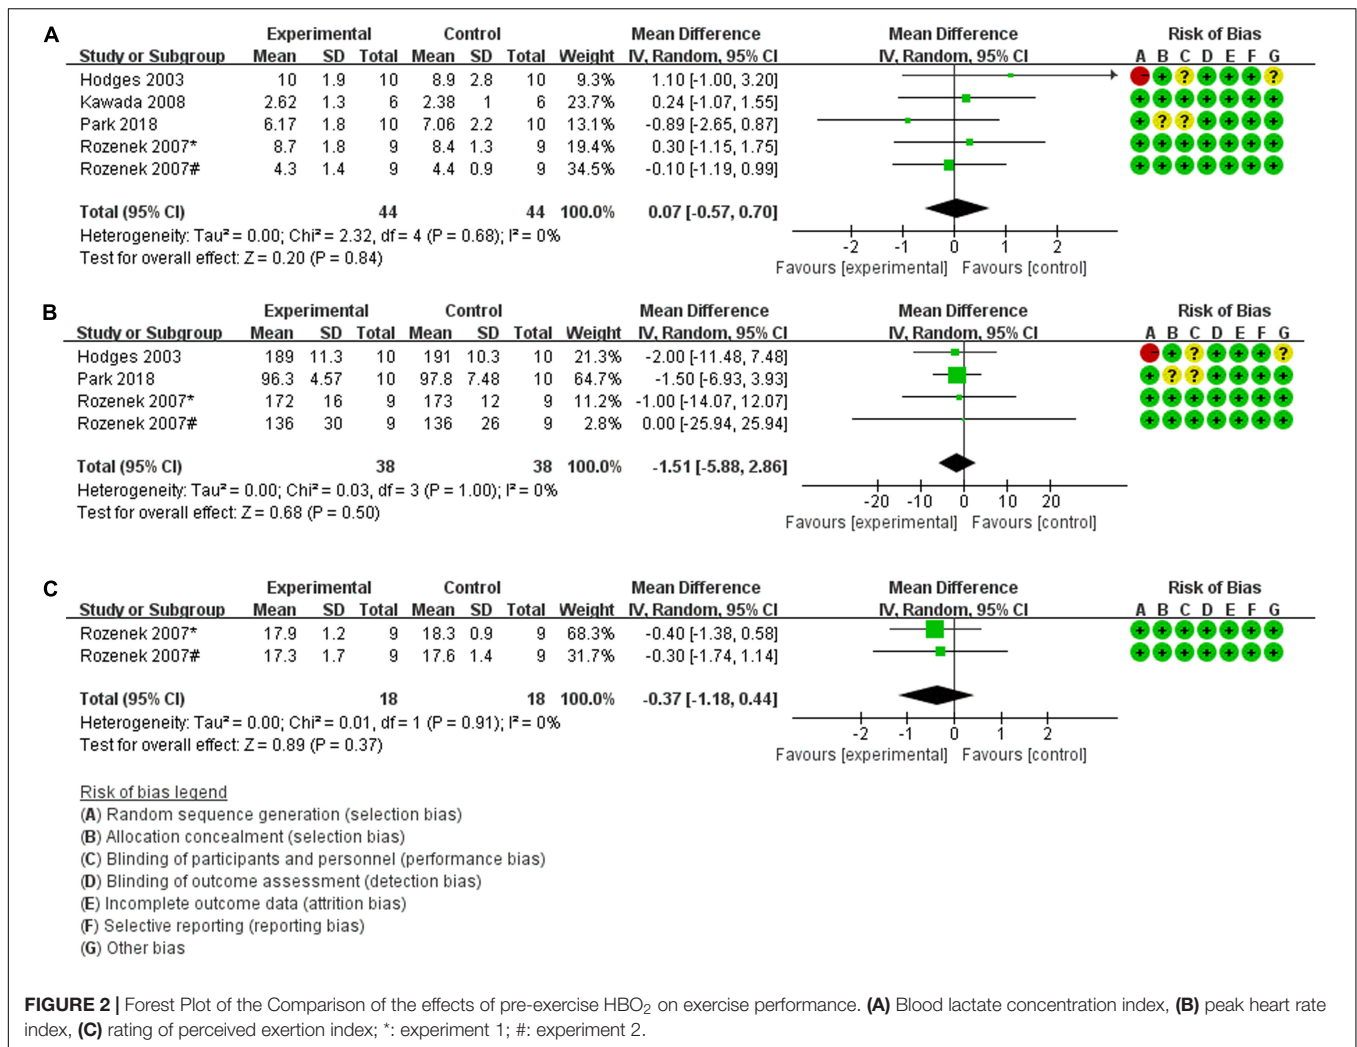 A
Experimental Control Mean Difference Mean Difference Risk of Bias
Study or Subgroup Mean SD Total Mean SD Total Weight IV, Random, 95% CI IV, Random, 95% CI A B C D E F G
Hodges 2003 10 1.9 10 8.9 2.8 10 9.3% 1.10 [-1.00, 3.20] - + ? + + + ?
Kawada 2008 2.62 1.3 6 2.38 1 6 23.7% 0.24 [-1.07, 1.55] + + + + + + +
Park 2018 6.17 1.8 10 7.06 2.2 10 13.1% -0.89 [-2.65, 0.87] + ? ? + + + +
Rozenek 2007* 8.7 1.8 9 8.4 1.3 9 19.4% 0.30 [-1.15, 1.75] + + + + + + +
Rozenek 2007# 4.3 1.4 9 4.4 0.9 9 34.5% -0.10 [-1.19, 0.99] + + + + + + +
Total (95% CI) 44 44 100.0% 0.07 [-0.57, 0.70]
Heterogeneity: Tau² = 0.00; Chi² = 2.32, df = 4 (P = 0.68); I² = 0%
Test for overall effect: Z = 0.20 (P = 0.84)
-2 -1 0 1 2
Favours [experimental] Favours [control]
B
Experimental Control Mean Difference Mean Difference Risk of Bias
Study or Subgroup Mean SD Total Mean SD Total Weight IV, Random, 95% CI IV, Random, 95% CI A B C D E F G
Hodges 2003 189 11.3 10 191 10.3 10 21.3% -2.00 [-11.48, 7.48] - + ? + + + ?
Park 2018 96.3 4.57 10 97.8 7.48 10 64.7% -1.50 [-6.93, 3.93] + ? ? + + + +
Rozenek 2007* 172 16 9 173 12 9 11.2% -1.00 [-14.07, 12.07] + + + + + + +
Rozenek 2007# 136 30 9 136 26 9 2.8% 0.00 [-25.94, 25.94] + + + + + + +
Total (95% CI) 38 38 100.0% -1.51 [-5.88, 2.86]
Heterogeneity: Tau² = 0.00; Chi² = 0.03, df = 3 (P = 1.00); I² = 0%
Test for overall effect: Z = 0.68 (P = 0.50)
-20 -10 0 10 20
Favours [experimental] Favours [control]
C
Experimental Control Mean Difference Mean Difference Risk of Bias
Study or Subgroup Mean SD Total Mean SD Total Weight IV, Random, 95% CI IV, Random, 95% CI A B C D E F G
Rozenek 2007* 17.9 1.2 9 18.3 0.9 9 68.3% -0.40 [-1.38, 0.58] + + + + + + +
Rozenek 2007# 17.3 1.7 9 17.6 1.4 9 31.7% -0.30 [-1.74, 1.14] + + + + + + +
Total (95% CI) 18 18 100.0% -0.37 [-1.18, 0.44]
Heterogeneity: Tau² = 0.00; Chi² = 0.01, df = 1 (P = 0.91); I² = 0%
Test for overall effect: Z = 0.89 (P = 0.37)
-2 -1 0 1 2
Favours [experimental] Favours [control]
Risk of bias legend
(A) Random sequence generation (selection bias)
(B) Allocation concealment (selection bias)
(C) Blinding of participants and personnel (performance bias)
(D) Blinding of outcome assessment (detection bias)
(E) Incomplete outcome data (attrition bias)
(F) Selective reporting (reporting bias)
(G) Other bias
FIGURE 2 | Forest Plot of the Comparison of the effects of pre-exercise HBO₂ on exercise performance. (A) Blood lactate concentration index, (B) peak heart rate
index, (C) rating of perceived exertion index; *: experiment 1; #: experiment 2.